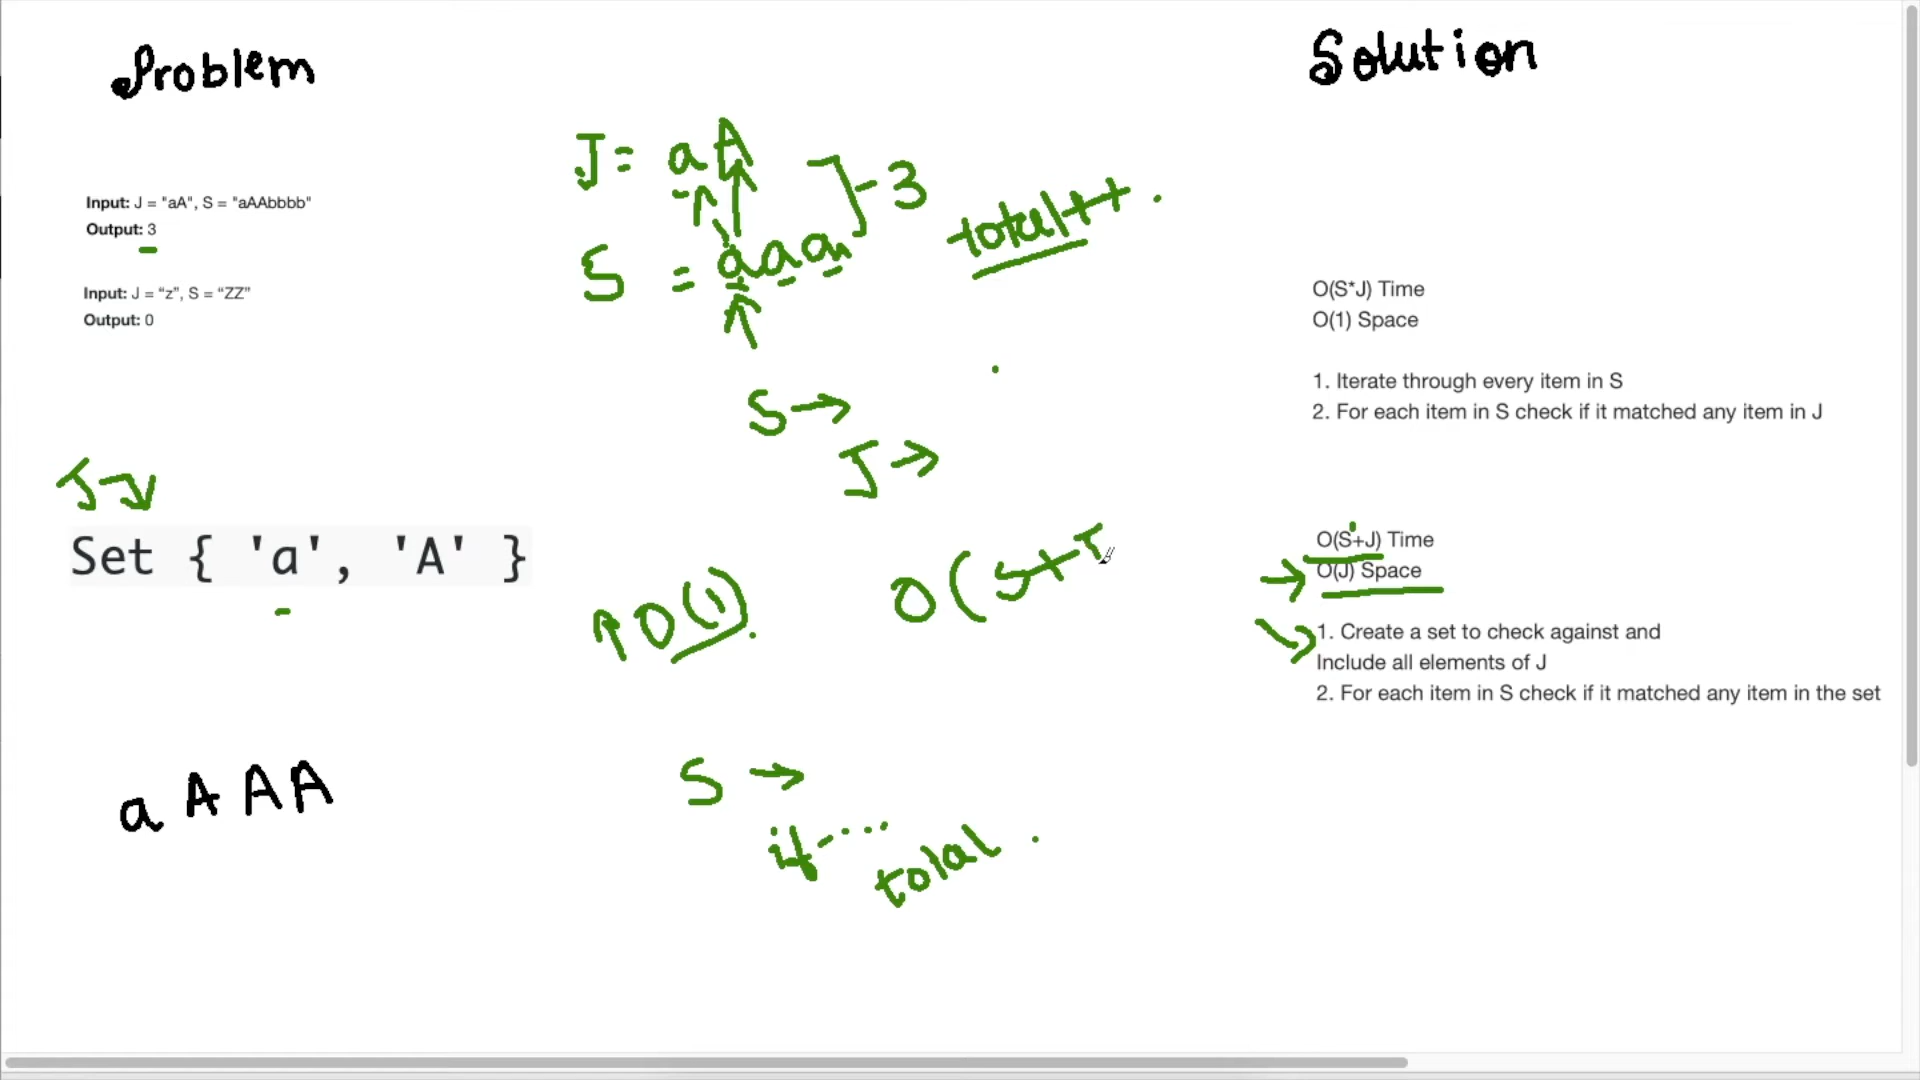 Problem
Solution
J = aA
] - 3
total++.
S = aaa
Input: J = "aA", S = "aAAbbbb"
Output: 3
Input: J = “z”, S = “ZZ”
Output: 0
O(S*J) Time
O(1) Space
1. Iterate through every item in S
2. For each item in S check if it matched any item in J
S →
J →
J →
Set { 'a', 'A' }
↑ O(1).
O(S+J
O(S+J) Time
→ O(J) Space
1. Create a set to check against and
Include all elements of J
2. For each item in S check if it matched any item in the set
a A A A
S →
if ....
total .